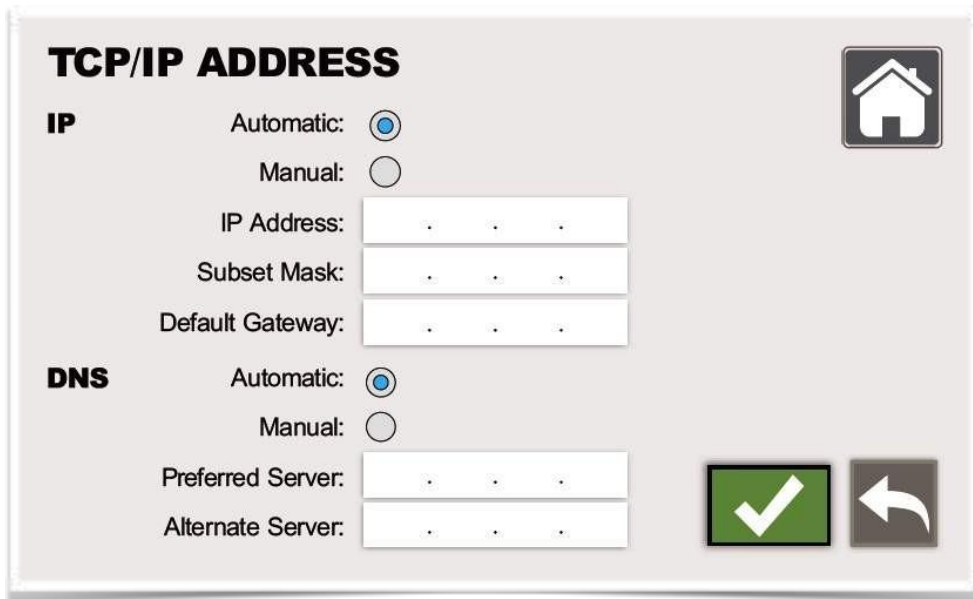 TCP/IP ADDRESS
IP Automatic:
Manual:
IP Address: . . .
Subset Mask: . . .
Default Gateway: . . .
DNS Automatic:
Manual:
Preferred Server: . . .
Alternate Server: . . .